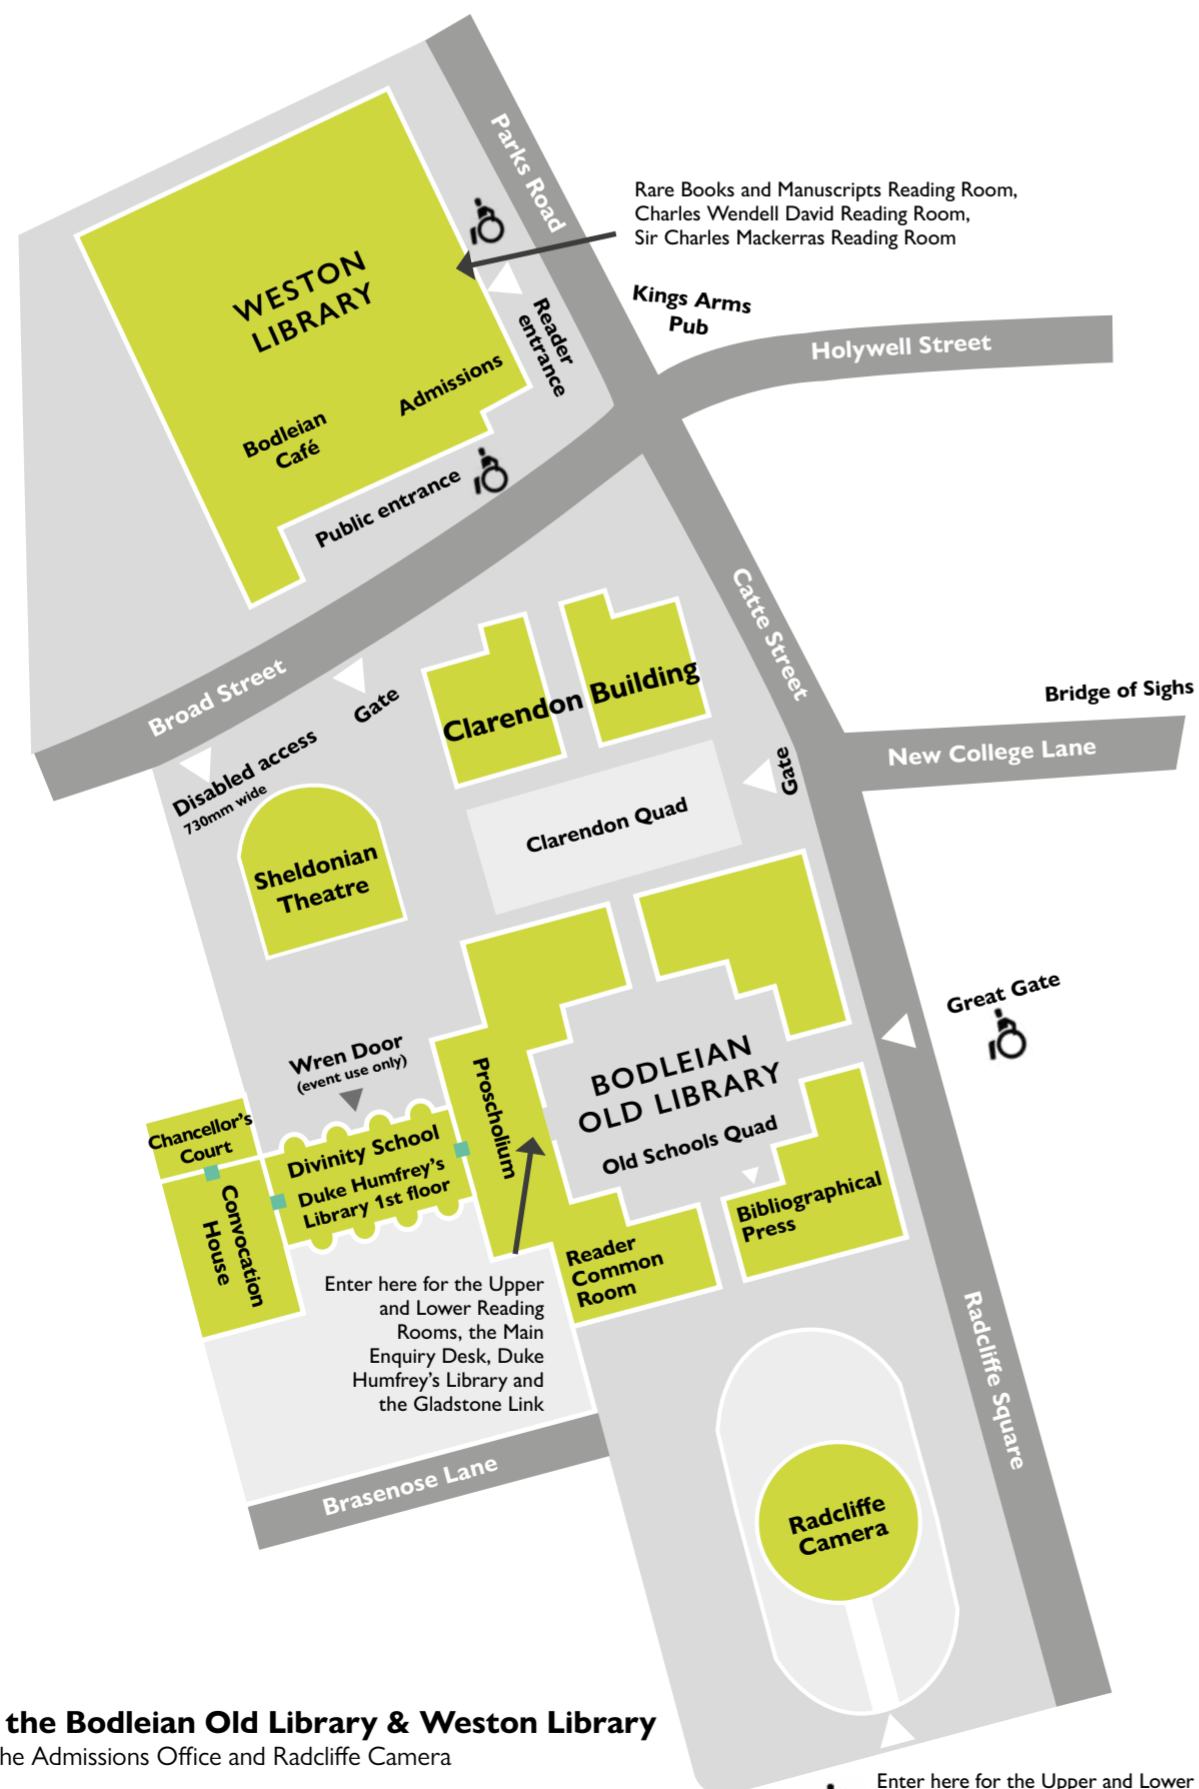 Parks Road
Rare Books and Manuscripts Reading Room,
Charles Wendell David Reading Room,
Sir Charles Mackerras Reading Room
WESTON
LIBRARY
Reader
entrance
Kings Arms
Pub
Holywell Street
Admissions
Bodleian
Café
Public entrance
Catte Street
Broad Street
Gate
Clarendon Building
Bridge of Sighs
New College Lane
Disabled access
730mm wide
Gate
Clarendon Quad
Sheldonian
Theatre
Great Gate
Wren Door
(event use only)
Proscholium
BODLEIAN
OLD LIBRARY
Old Schools Quad
Chancellor's
Court
Divinity School
Duke Humfrey's
Library 1st floor
Convocation
House
Bibliographical
Press
Reader
Common
Room
Enter here for the Upper
and Lower Reading
Rooms, the Main
Enquiry Desk, Duke
Humfrey's Library and
the Gladstone Link
Radcliffe Square
Brasenose Lane
Radcliffe
Camera
the Bodleian Old Library & Weston Library
he Admissions Office and Radcliffe Camera
Enter here for the Upper and Lower